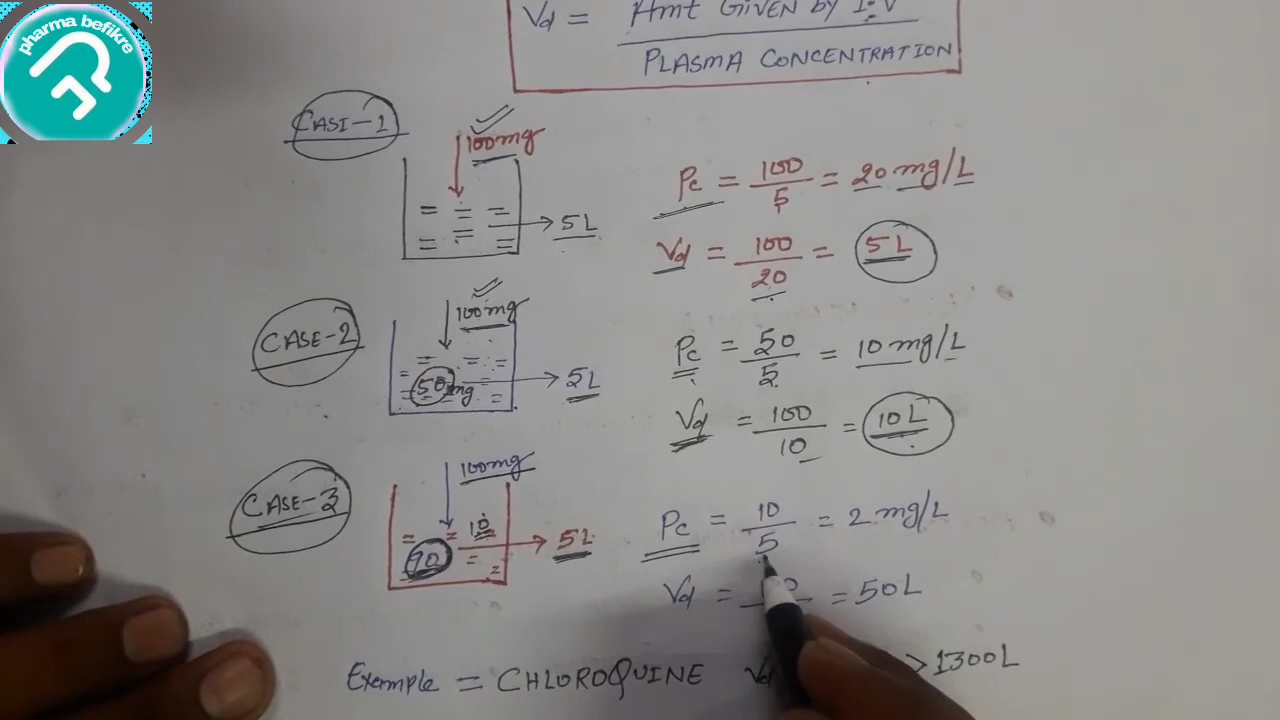 pharma befikre
Vd = Amt GIVEN by I.V
PLASMA CONCENTRATION
CASI-1
100mg
5L
Pc = 100/5 = 20 mg/L
Vd = 100/20 = 5L
CASE-2
100mg
50mg
5L
Pc = 50/5 = 10 mg/L
Vd = 100/10 = 10L
CASE-3
100mg
10
90
5L
Pc = 10/5 = 2 mg/L
Vd = = 50L
Example = CHLOROQUINE Vd > 1300L